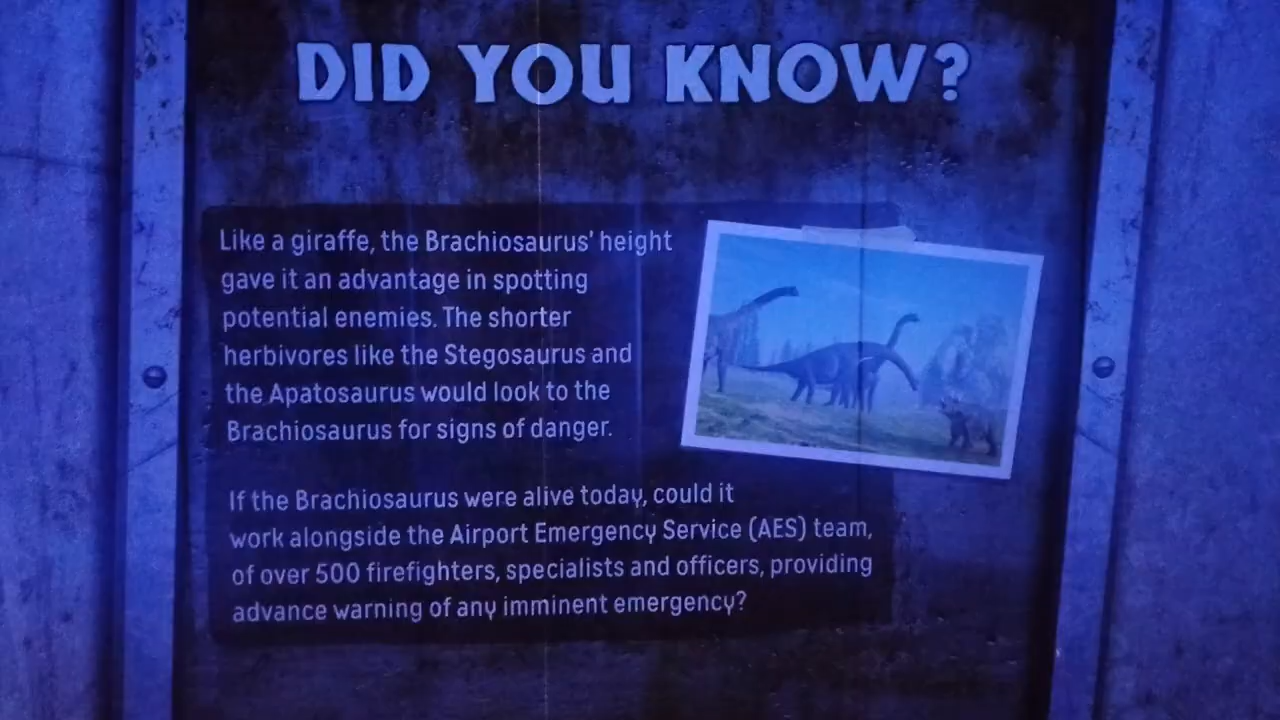 DID YOU KNOW?
Like a giraffe, the Brachiosaurus' height
gave it an advantage in spotting
potential enemies. The shorter
herbivores like the Stegosaurus and
the Apatosaurus would look to the
Brachiosaurus for signs of danger.
If the Brachiosaurus were alive today, could it
work alongside the Airport Emergency Service (AES) team,
of over 500 firefighters, specialists and officers, providing
advance warning of any imminent emergency?